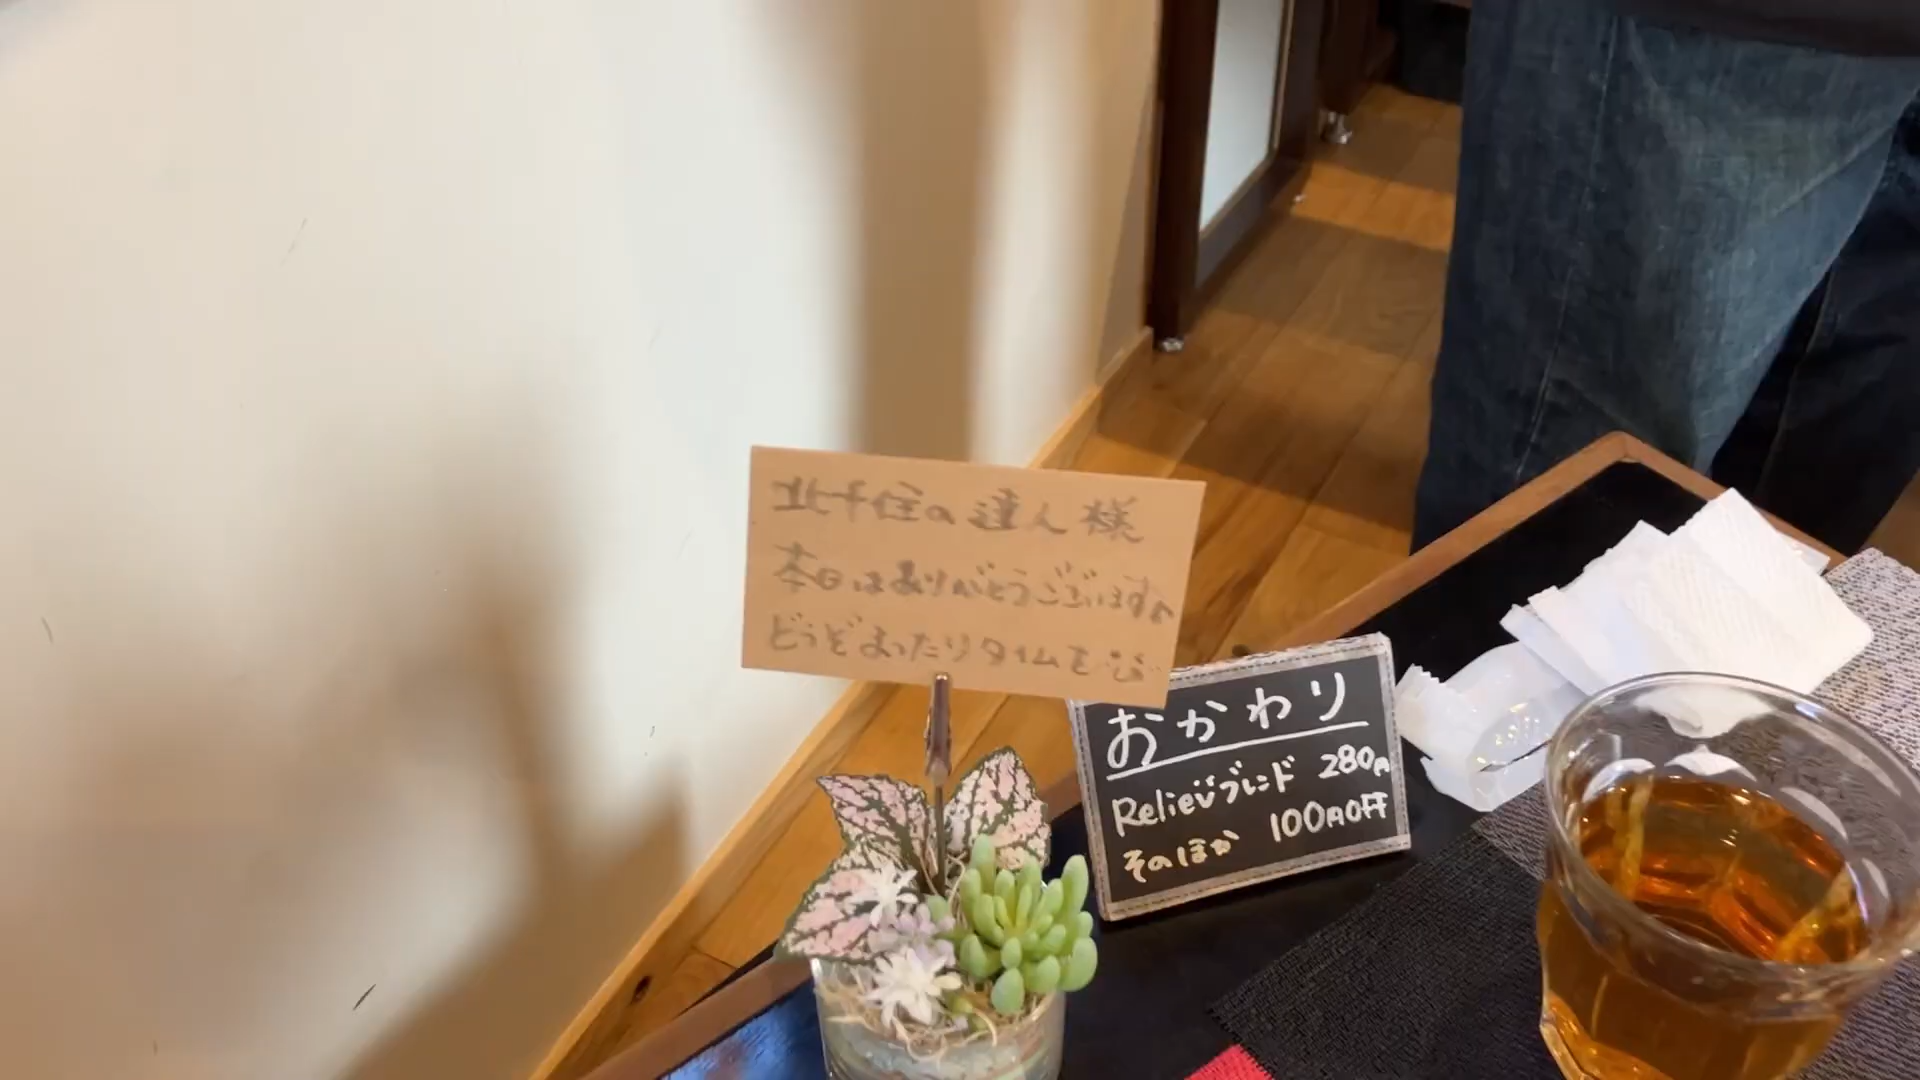 北千住の達人様
本日はありがとうございます。
どうぞまったりタイムを
おかわり
Relievブレンド 280円
そのほか 100円OFF